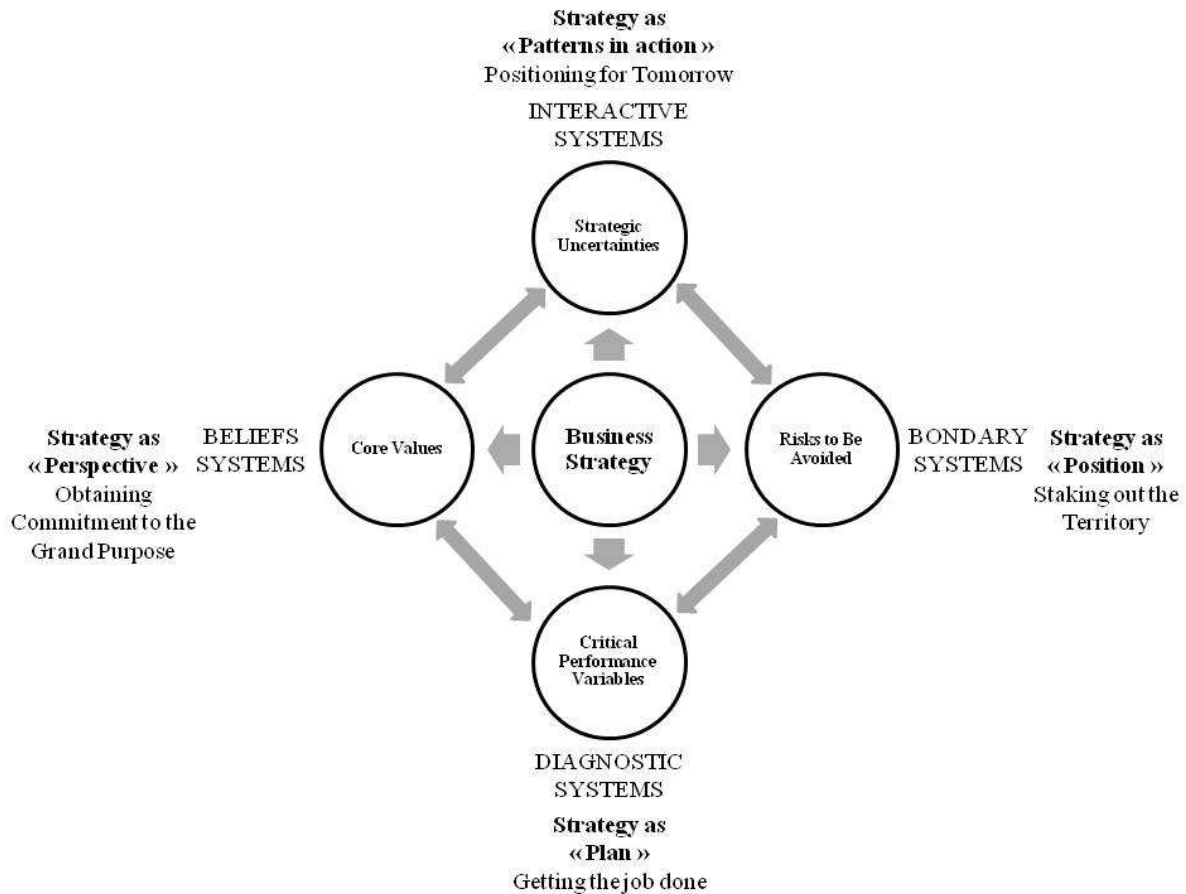 Strategy as
« Patterns in action »
Positioning for Tomorrow
INTERACTIVE
SYSTEMS
Strategic
Uncertainties
Strategy as
« Perspective »
Obtaining
Commitment to the
Grand Purpose
BELIEFS
SYSTEMS
Core Values
Business
Strategy
Risks to Be
Avoided
BONDARY
SYSTEMS
Strategy as
« Position »
Staking out the
Territory
Critical
Performance
Variables
DIAGNOSTIC
SYSTEMS
Strategy as
« Plan »
Getting the job done